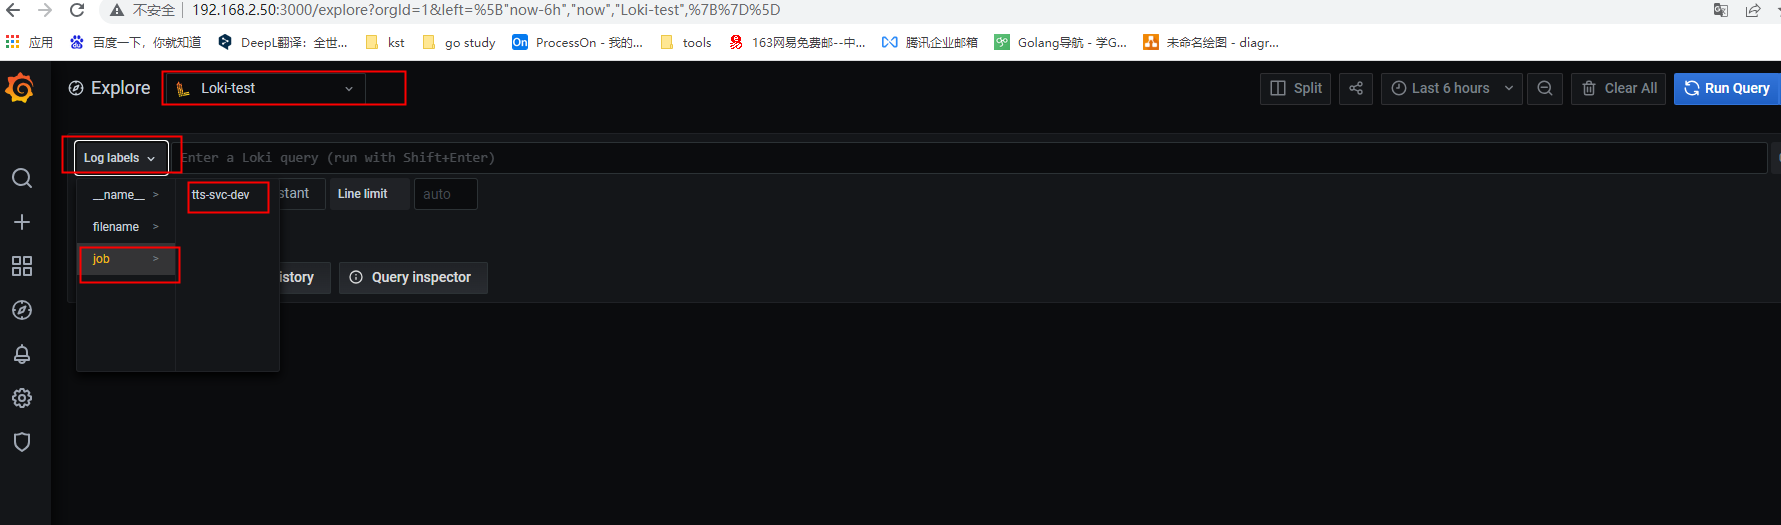 不安全 192.168.2.50:3000/explore?orgId=1&left=%5B"now-6h","now","Loki-test",%7B%7D%5D
应用 百度一下，你就知道 DeepL翻译：全世... kst go study ProcessOn - 我的... tools 163网易免费邮--中... 腾讯企业邮箱 Golang导航 - 学G... 未命名绘图 - diagr...
Explore Loki-test Split Last 6 hours Clear All Run Query
Log labels Enter a Loki query (run with Shift+Enter)
__name__ > tts-svc-dev stant Line limit auto
filename >
job >
istory Query inspector